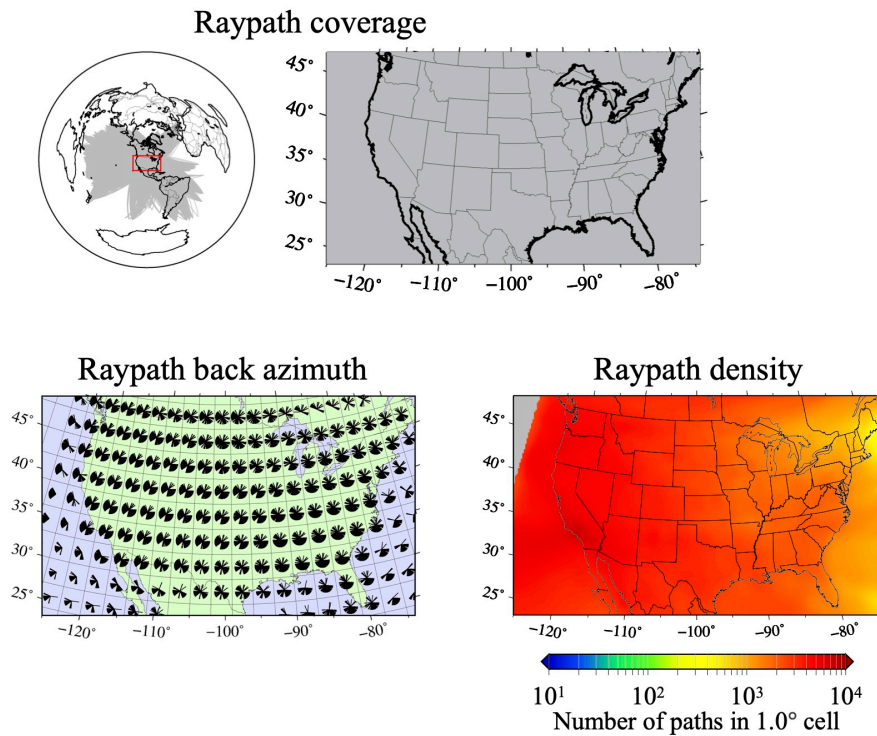 Raypath coverage
45°
40°
35°
30°
25°
−120° −110° −100° −90° −80°
Raypath back azimuth
45°
40°
35°
30°
25°
−120° −110° −100° −90° −80°
Raypath density
45°
40°
35°
30°
25°
−120° −110° −100° −90° −80°
10¹ 10² 10³ 10⁴
Number of paths in 1.0° cell